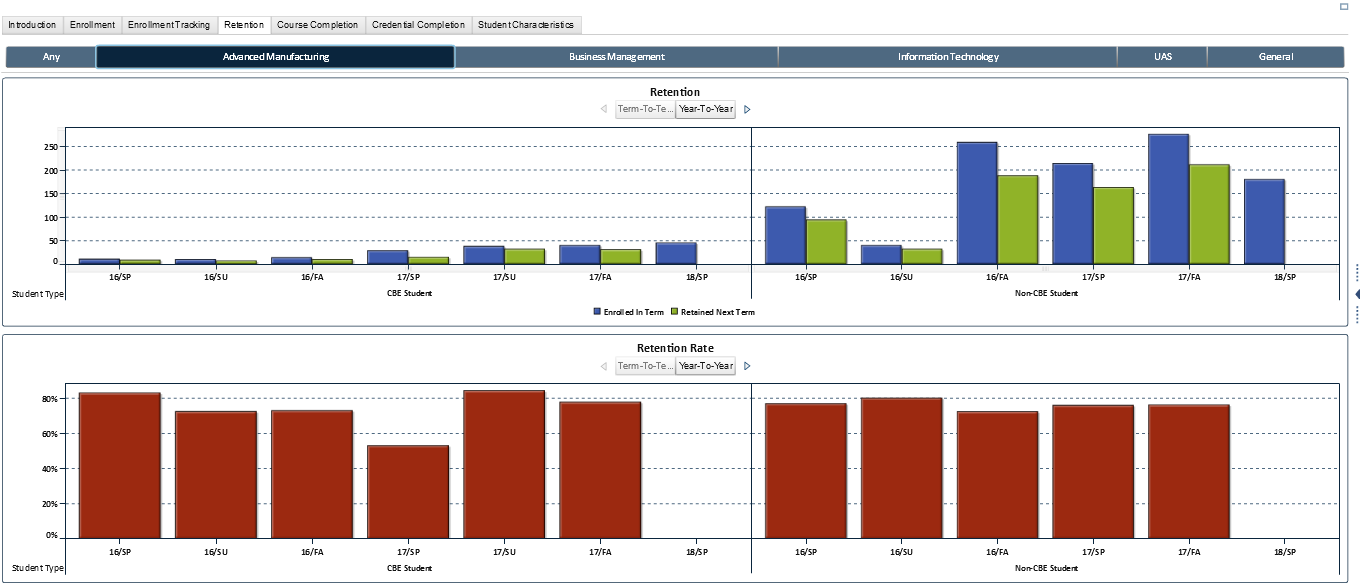 Introduction Enrollment Enrollment Tracking Retention Course Completion Credential Completion Student Characteristics
Any Advanced Manufacturing Business Management Information Technology UAS General
Retention
Term-To-Te... Year-To-Year
250
200
150
100
50
0
16/SP 16/SU 16/FA 17/SP 17/SU 17/FA 18/SP 16/SP 16/SU 16/FA 17/SP 17/FA 18/SP
Student Type CBE Student Non-CBE Student
Enrolled In Term Retained Next Term
Retention Rate
Term-To-Te... Year-To-Year
80%
60%
40%
20%
0%
16/SP 16/SU 16/FA 17/SP 17/SU 17/FA 18/SP 16/SP 16/SU 16/FA 17/SP 17/FA 18/SP
Student Type CBE Student Non-CBE Student